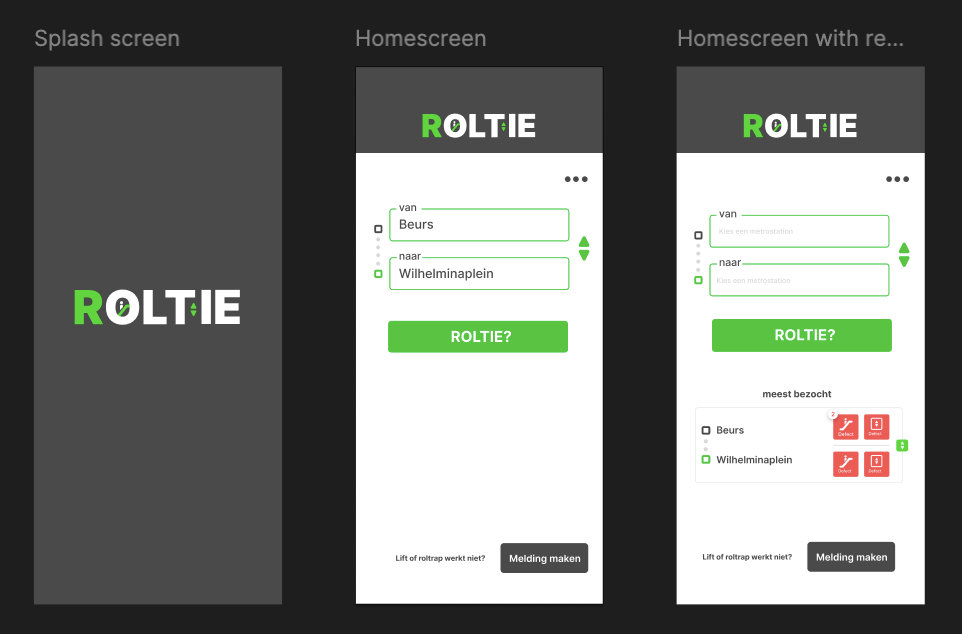 Splash screen
Homescreen
Homescreen with re...
ROLTIE
ROLTIE
van
Beurs
naar
Wilhelminaplein
ROLTIE?
Lift of roltrap werkt niet?
Melding maken
ROLTIE
van
Kies een metrostation
naar
Kies een metrostation
ROLTIE?
meest bezocht
Beurs
2
Defect
Defect
Wilhelminaplein
Defect
Defect
Lift of roltrap werkt niet?
Melding maken